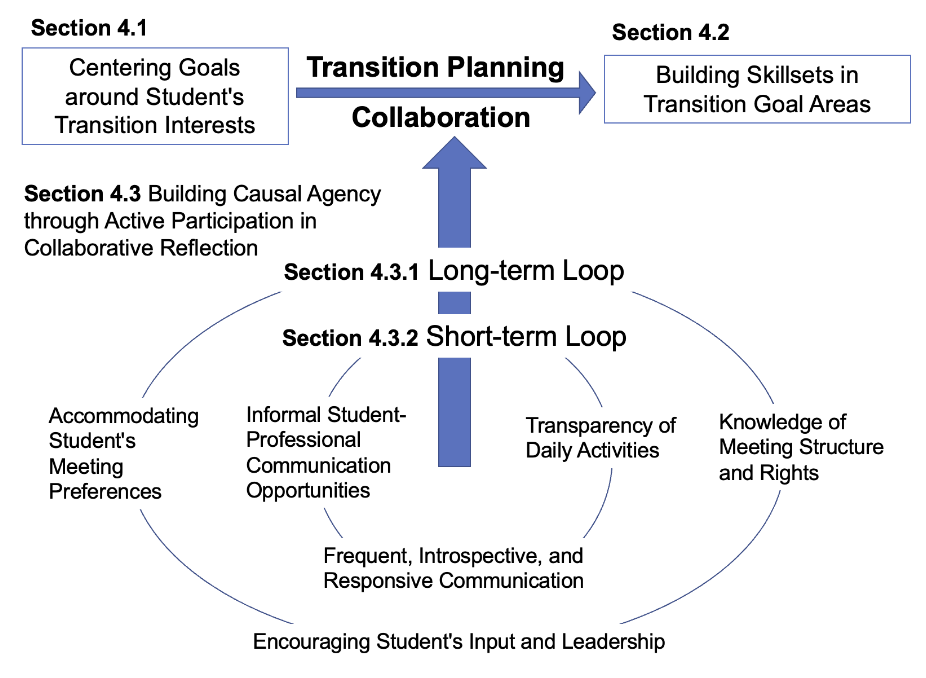 Section 4.1
Centering Goals
around Student's
Transition Interests
Transition Planning
Collaboration
Section 4.2
Building Skillsets in
Transition Goal Areas
Section 4.3 Building Causal Agency
through Active Participation in
Collaborative Reflection
Section 4.3.1 Long-term Loop
Section 4.3.2 Short-term Loop
Accommodating
Student's
Meeting
Preferences
Informal Student-
Professional
Communication
Opportunities
Transparency of
Daily Activities
Knowledge of
Meeting Structure
and Rights
Frequent, Introspective, and
Responsive Communication
Encouraging Student's Input and Leadership